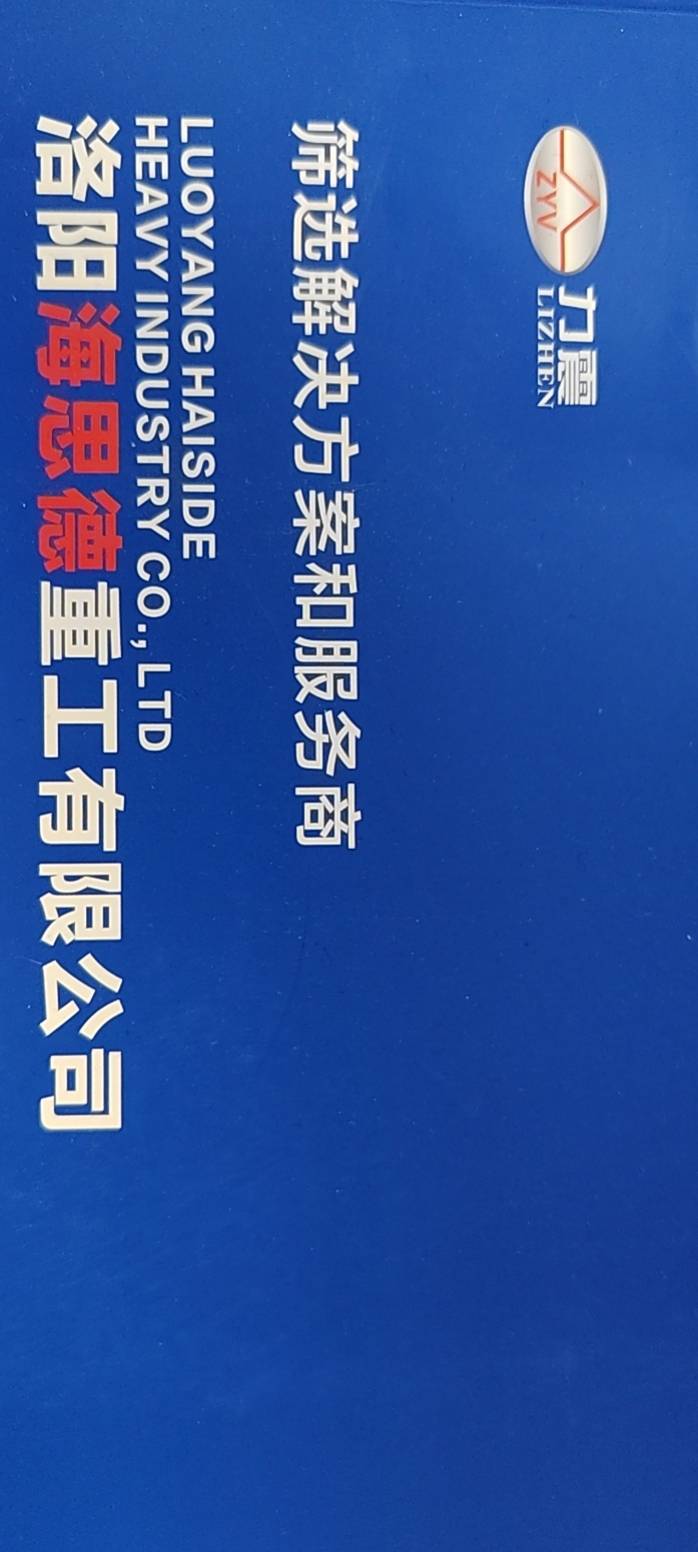 ZYV
力震
LIZHEN
筛选解决方案和服务商
LUOYANG HAISIDE
HEAVY INDUSTRY CO., LTD
洛阳海思德重工有限公司